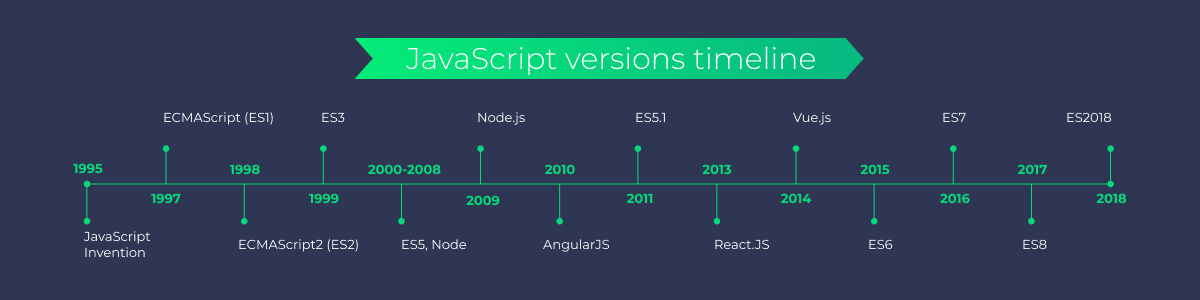 JavaScript versions timeline
ECMAScript (ES1)
ES3
Node.js
ES5.1
Vue.js
ES7
ES2018
1995
1998
2000-2008
2010
2013
2015
2017
1997
1999
2009
2011
2014
2016
2018
JavaScript
Invention
ECMAScript2 (ES2)
ES5, Node
AngularJS
React.JS
ES6
ES8